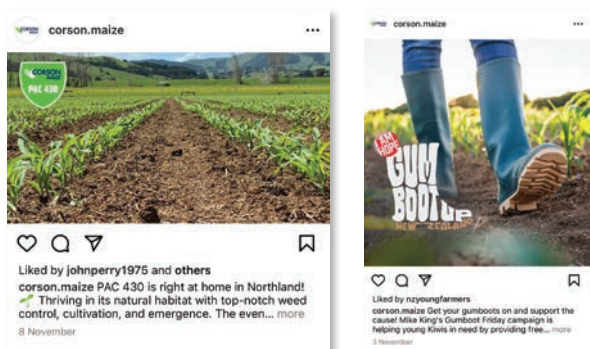 corson.maize
CORSON
MAIZE
PAC 430
Liked by johnperry1975 and others
corson.maize PAC 430 is right at home in Northland!
🌱 Thriving in its natural habitat with top-notch weed
control, cultivation, and emergence. The even... more
8 November
corson.maize
I AM
HOPE
GUM
BOOT UP
NEW ZEALAND
Liked by nzyoungfarmers
corson.maize Get your gumboots on and support the
cause! Mike King's Gumboot Friday campaign is
helping young Kiwis in need by providing free... more